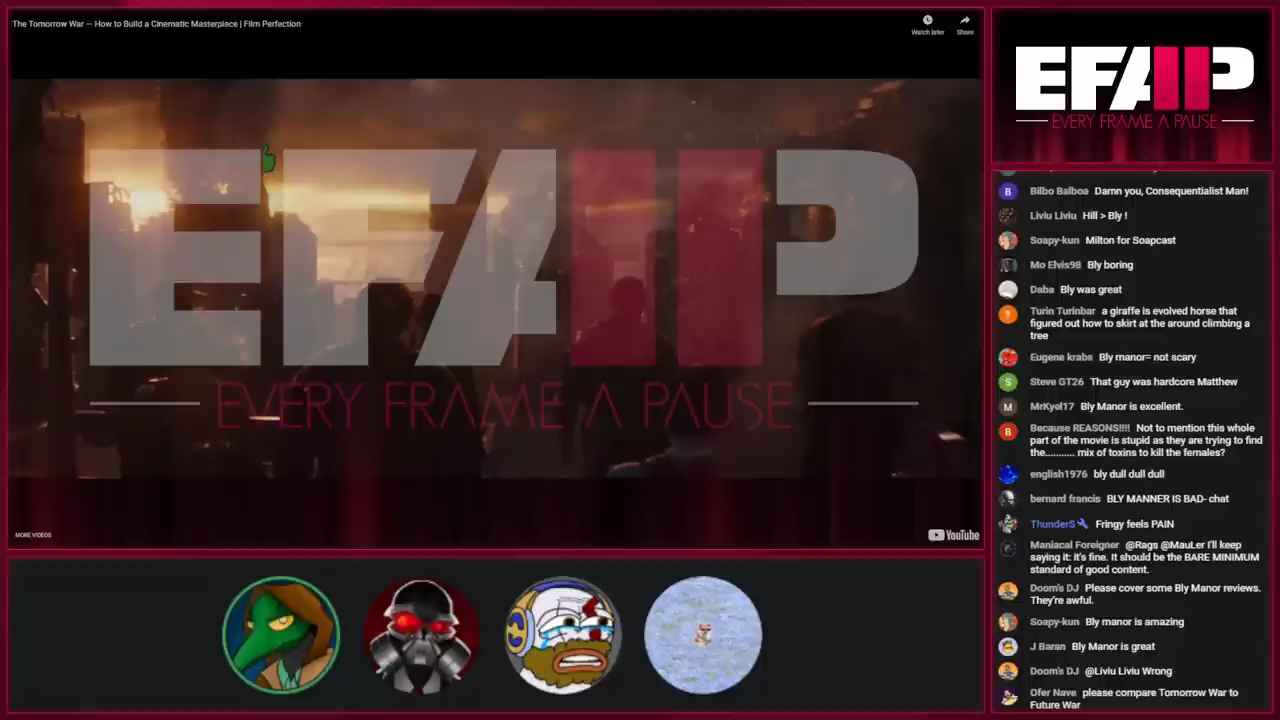 The Tomorrow War — How to Build a Cinematic Masterpiece | Film Perfection
Watch later
Share
EFAP
EVERY FRAME A PAUSE
MORE VIDEOS
YouTube
EFAP
EVERY FRAME A PAUSE
B Bilbo Balboa Damn you, Consequentialist Man!
Liviu Liviu Hill > Bly !
Soapy-kun Milton for Soapcast
Mo Elvis98 Bly boring
Daba Bly was great
Turin Turinbar a giraffe is evolved horse that
figured out how to skirt at the around climbing a
tree
Eugene krabs Bly manor= not scary
S Steve GT26 That guy was hardcore Matthew
M MrKyel17 Bly Manor is excellent.
B Because REASONS!!!! Not to mention this whole
part of the movie is stupid as they are trying to find
the........... mix of toxins to kill the females?
english1976 bly dull dull dull
bernard francis BLY MANNER IS BAD- chat
ThunderS Fringy feels PAIN
Maniacal Foreigner @Rags @MauLer I'll keep
saying it: it's fine. It should be the BARE MINIMUM
standard of good content.
Doom's DJ Please cover some Bly Manor reviews.
They're awful.
Soapy-kun Bly manor is amazing
J Baran Bly Manor is great
Doom's DJ @Liviu Liviu Wrong
Ofer Nave please compare Tomorrow War to
Future War